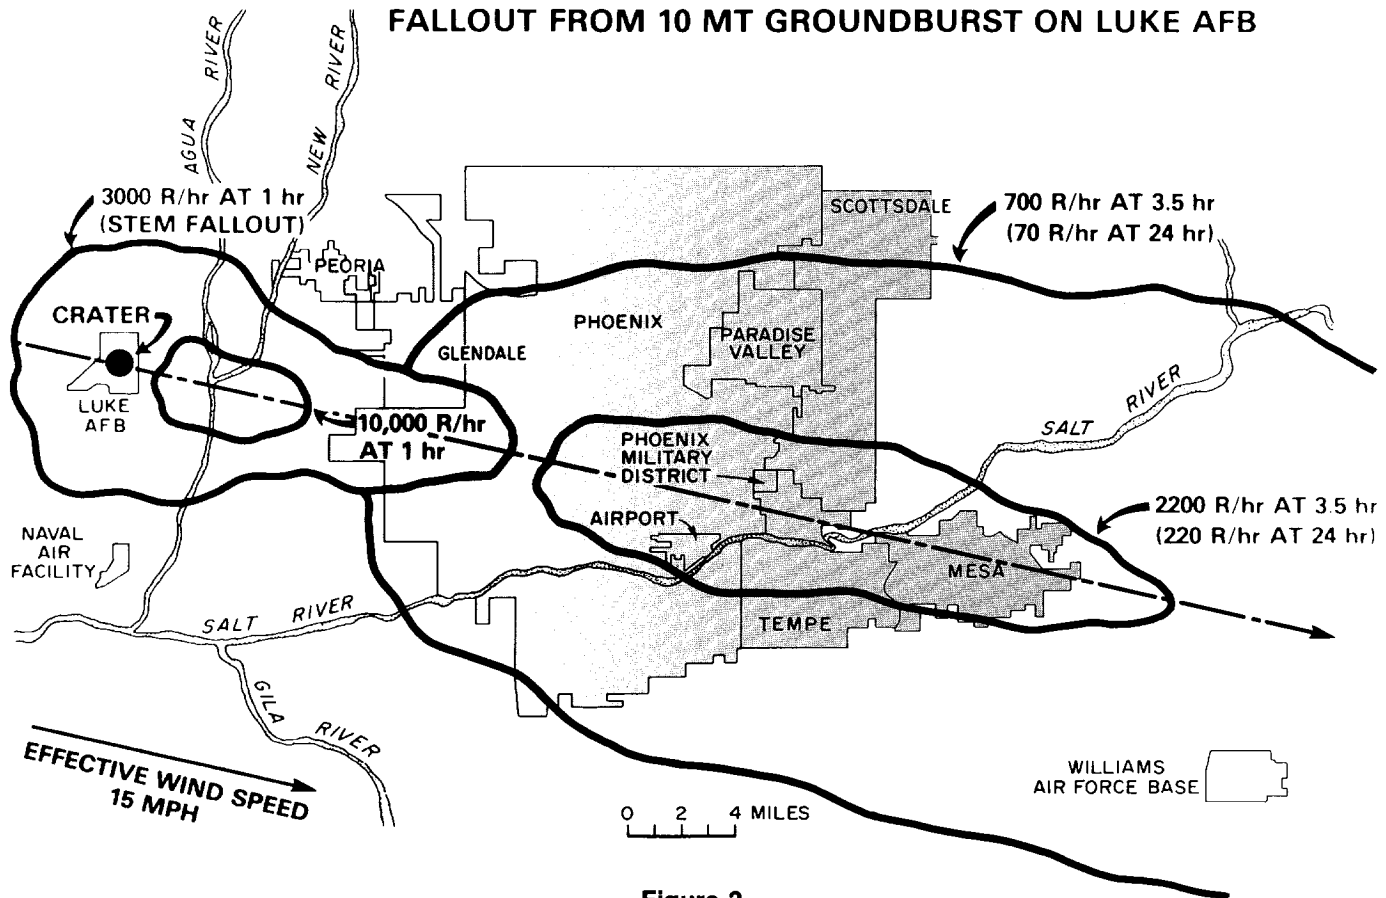 FALLOUT FROM 10 MT GROUNDBURST ON LUKE AFB
AGUA RIVER
NEW RIVER
3000 R/hr AT 1 hr
(STEM FALLOUT)
PEORIA
SCOTTSDALE
700 R/hr AT 3.5 hr
(70 R/hr AT 24 hr)
CRATER
PHOENIX
PARADISE
VALLEY
GLENDALE
LUKE
AFB
10,000 R/hr
AT 1 hr
SALT RIVER
PHOENIX
MILITARY
DISTRICT
AIRPORT
2200 R/hr AT 3.5 hr
(220 R/hr AT 24 hr)
NAVAL
AIR
FACILITY
MESA
SALT RIVER
TEMPE
GILA RIVER
EFFECTIVE WIND SPEED
15 MPH
WILLIAMS
AIR FORCE BASE
0 2 4 MILES